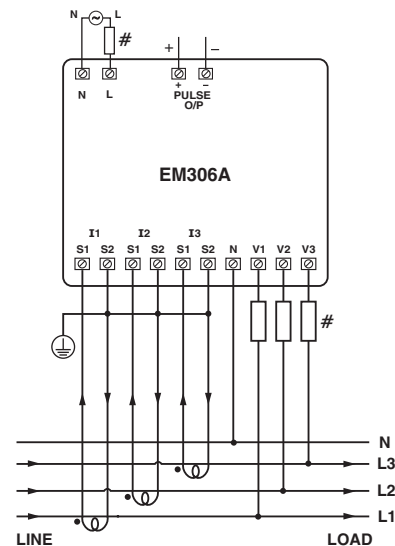 N L
#
+ −
N L
+ −
PULSE
O/P
EM306A
I1 I2 I3
S1 S2 S1 S2 S1 S2 N V1 V2 V3
#
N
L3
L2
L1
LINE LOAD